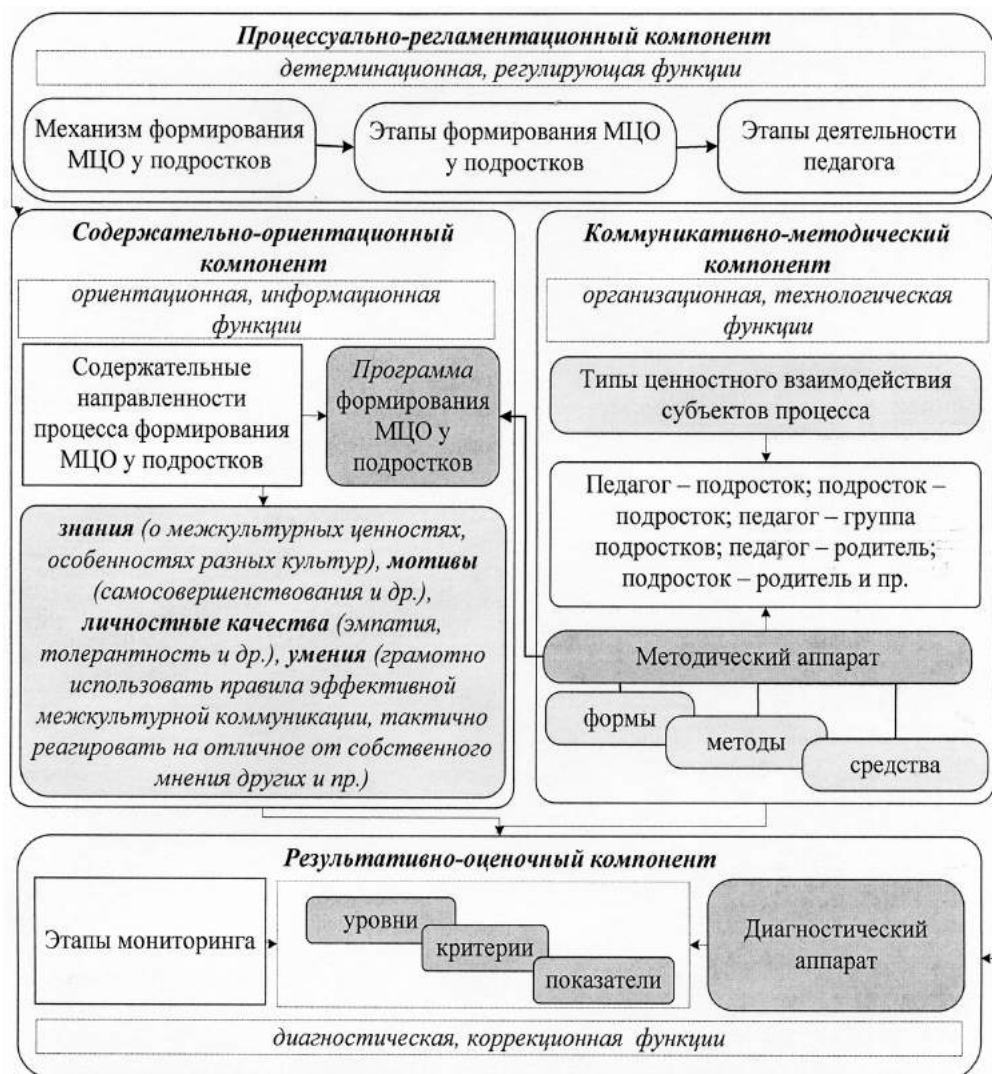 Процессуально-регламентационный компонент
детерминационная, регулирующая функции
Механизм формирования
МЦО у подростков
Этапы формирования МЦО
у подростков
Этапы деятельности
педагога
Содержательно-ориентационный
компонент
ориентационная, информационная
функции
Содержательные
направленности
процесса формирования
МЦО у подростков
Программа
формирования
МЦО у
подростков
знания (о межкультурных ценностях,
особенностях разных культур), мотивы
(самосовершенствования и др.),
личностные качества (эмпатия,
толерантность и др.), умения (грамотно
использовать правила эффективной
межкультурной коммуникации, тактично
реагировать на отличное от собственного
мнения других и пр.)
Коммуникативно-методический
компонент
организационная, технологическая
функции
Типы ценностного взаимодействия
субъектов процесса
Педагог – подросток; подросток –
подросток; педагог – группа
подростков; педагог – родитель;
подросток – родитель и пр.
Методический аппарат
формы
методы
средства
Результативно-оценочный компонент
Этапы мониторинга
уровни
критерии
показатели
Диагностический
аппарат
диагностическая, коррекционная функции